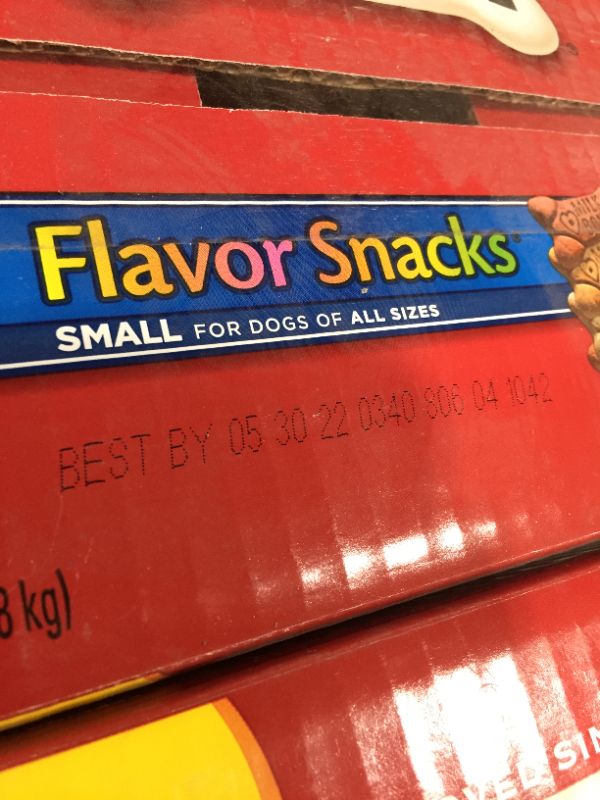 Flavor Snacks
SMALL FOR DOGS OF ALL SIZES
MILK
BEST BY 05 30 22 0340 806 04 1042
8 kg)